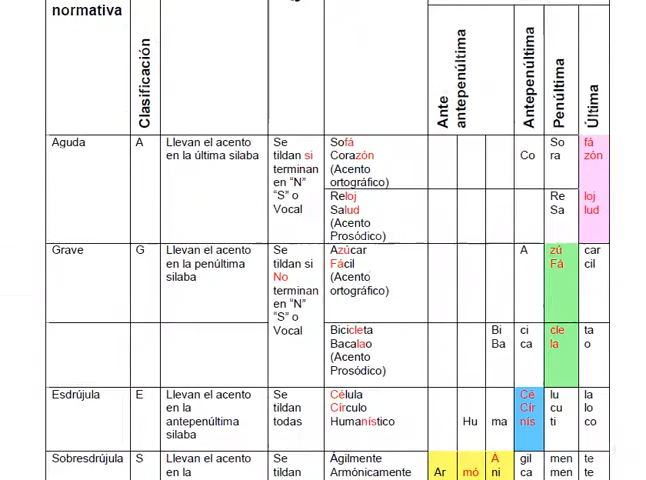 normativa
Clasificación
Ante
antepenúltima
Antepenúltima
Penúltima
Última
Aguda A Llevan el acento Se Sofá So fá
en la última silaba tildan si Corazón Co ra zón
terminan (Acento
en “N” ortográfico)
“S” o Reloj Re loj
Vocal Salud Sa lud
(Acento
Prosódico)
Grave G Llevan el acento Se Azúcar A zú car
en la penúltima tildan si Fácil Fá cil
silaba No (Acento
terminan ortográfico)
en “N”
“S” o
Vocal Bicicleta Bi ci cle ta
Bacalao Ba ca la o
(Acento
Prosódico)
Esdrújula E Llevan el acento Se Célula Cé lu la
en la tildan Círculo Cír cu lo
antepenúltima todas Humanístico Hu ma nís ti co
silaba
Sobresdrújula S Llevan el acento Se Ágilmente Á gil men te
en la tildan Armónicamente Ar mó ni ca men te